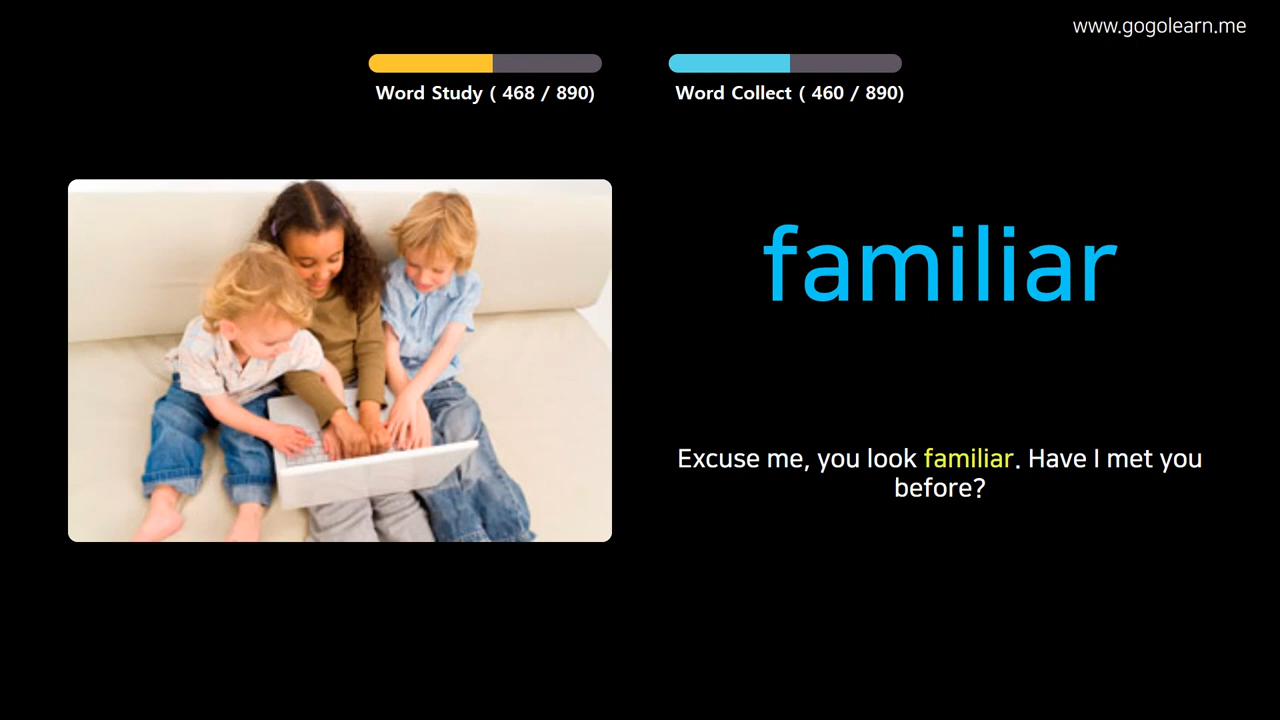 www.gogolearn.me
Word Study ( 468 / 890)
Word Collect ( 460 / 890)
familiar
Excuse me, you look familiar. Have I met you
before?